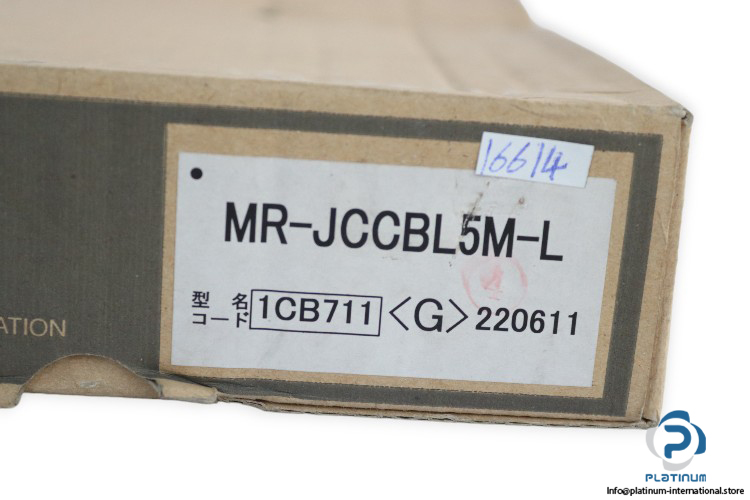 16614
MR-JCCBL5M-L
型 名
コード 1CB711 <G> 220611
ATION
PLATINUM
Info@platinum-international.store